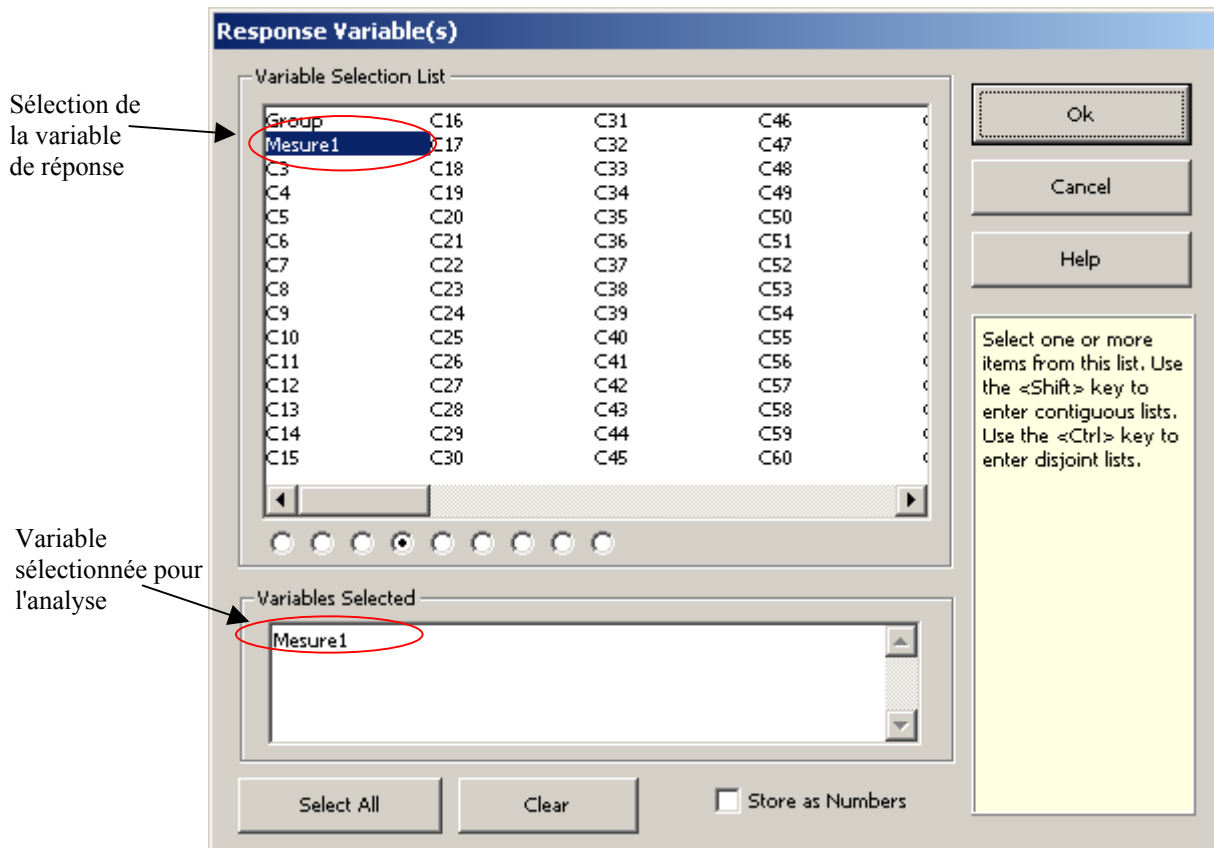 Response Variable(s)
Variable Selection List
Sélection de
la variable
de réponse
Group C16 C31 C46
Mesure1 C17 C32 C47
C3 C18 C33 C48
C4 C19 C34 C49
C5 C20 C35 C50
C6 C21 C36 C51
C7 C22 C37 C52
C8 C23 C38 C53
C9 C24 C39 C54
C10 C25 C40 C55
C11 C26 C41 C56
C12 C27 C42 C57
C13 C28 C43 C58
C14 C29 C44 C59
C15 C30 C45 C60
Ok
Cancel
Help
Select one or more
items from this list. Use
the <Shift> key to
enter contiguous lists.
Use the <Ctrl> key to
enter disjoint lists.
Variable
sélectionnée pour
l'analyse
Variables Selected
Mesure1
Select All
Clear
Store as Numbers